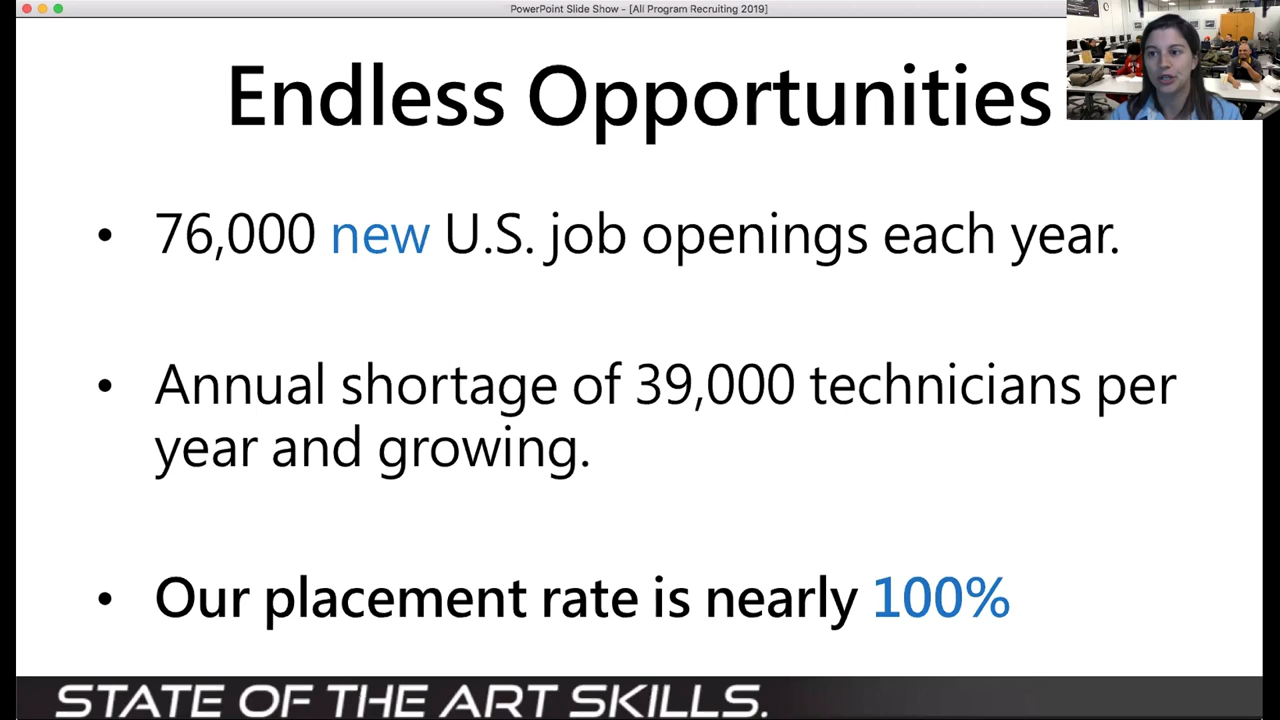 PowerPoint Slide Show - [All Program Recruiting 2019]
Endless Opportunities
• 76,000 new U.S. job openings each year.
• Annual shortage of 39,000 technicians per
year and growing.
• Our placement rate is nearly 100%
STATE OF THE ART SKILLS.